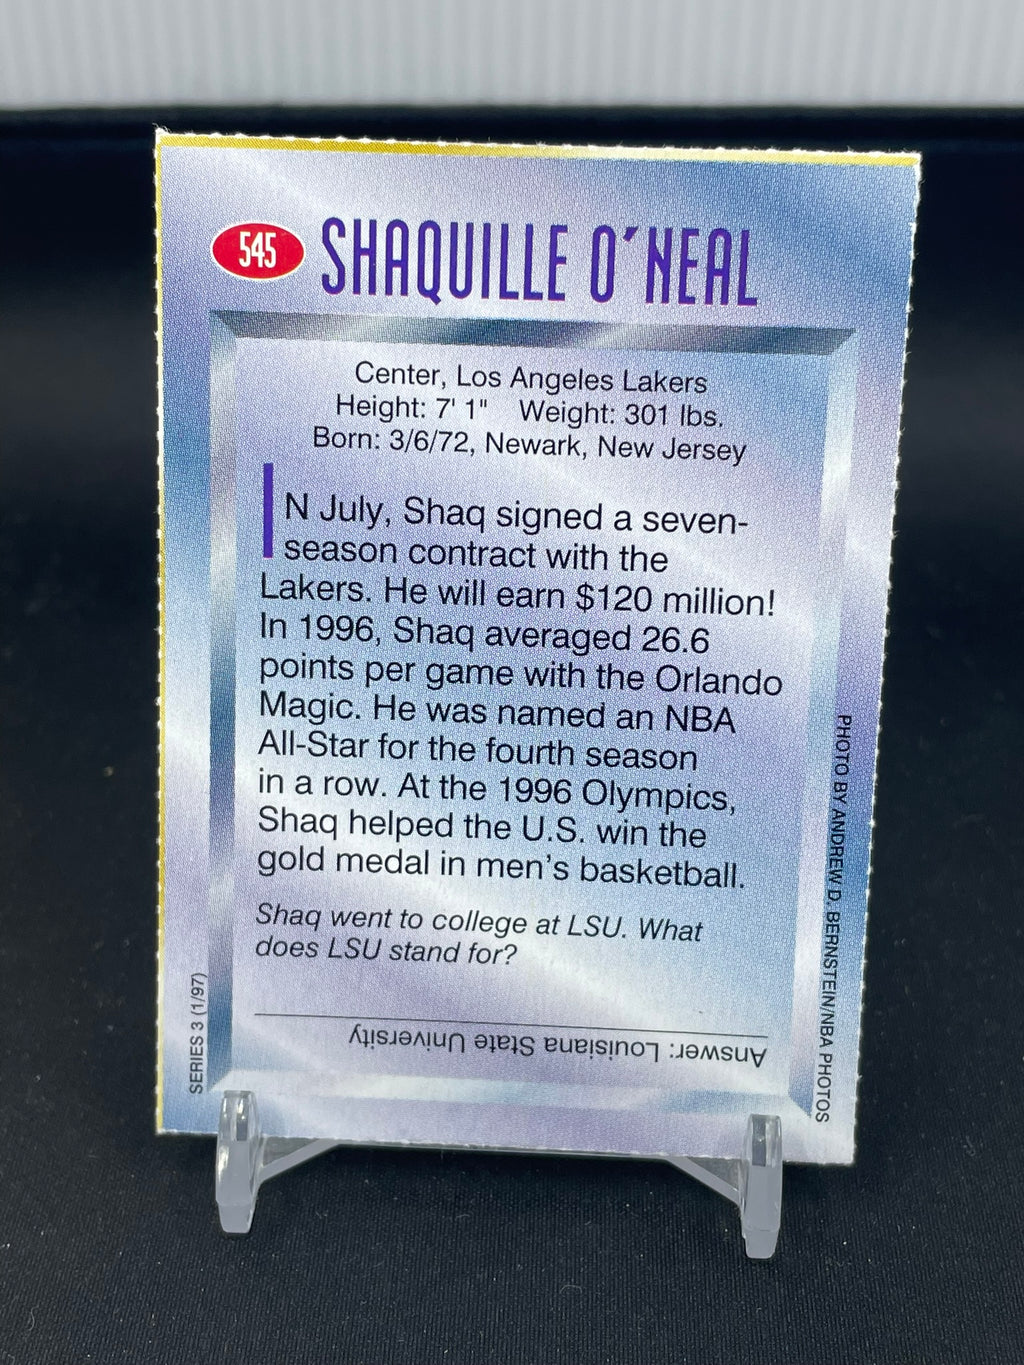 545
SHAQUILLE O'NEAL
Center, Los Angeles Lakers
Height: 7' 1" Weight: 301 lbs.
Born: 3/6/72, Newark, New Jersey
IN July, Shaq signed a seven-
season contract with the
Lakers. He will earn $120 million!
In 1996, Shaq averaged 26.6
points per game with the Orlando
Magic. He was named an NBA
All-Star for the fourth season
in a row. At the 1996 Olympics,
Shaq helped the U.S. win the
gold medal in men's basketball.
Shaq went to college at LSU. What
does LSU stand for?
Answer: Louisiana State University
SERIES 3 (1/97)
PHOTO BY ANDREW D. BERNSTEIN/NBA PHOTOS